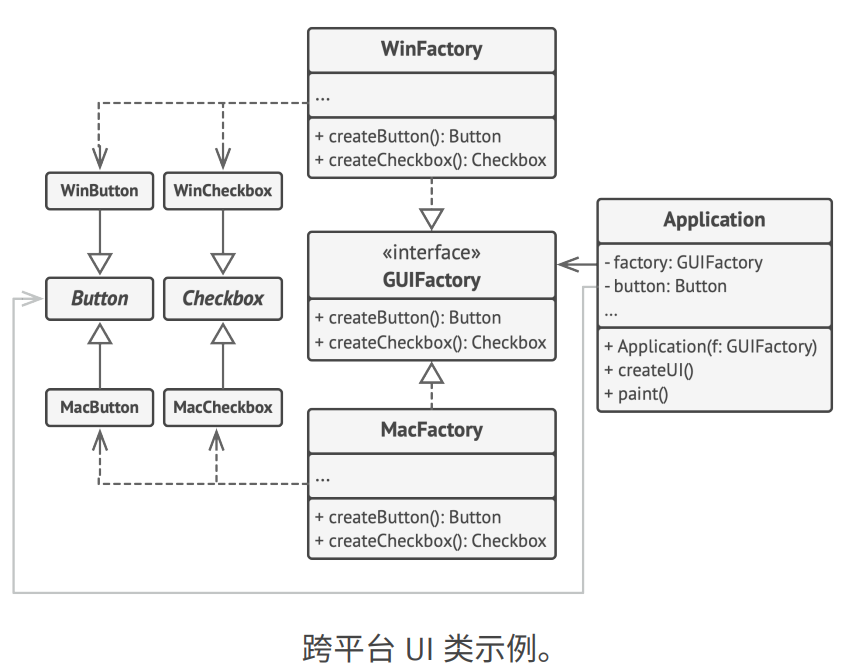 WinFactory
...
+ createButton(): Button
+ createCheckbox(): Checkbox
WinButton
WinCheckbox
Button
Checkbox
MacButton
MacCheckbox
«interface»
GUIFactory
+ createButton(): Button
+ createCheckbox(): Checkbox
Application
- factory: GUIFactory
- button: Button
...
+ Application(f: GUIFactory)
+ createUI()
+ paint()
MacFactory
...
+ createButton(): Button
+ createCheckbox(): Checkbox
跨平台 UI 类示例。